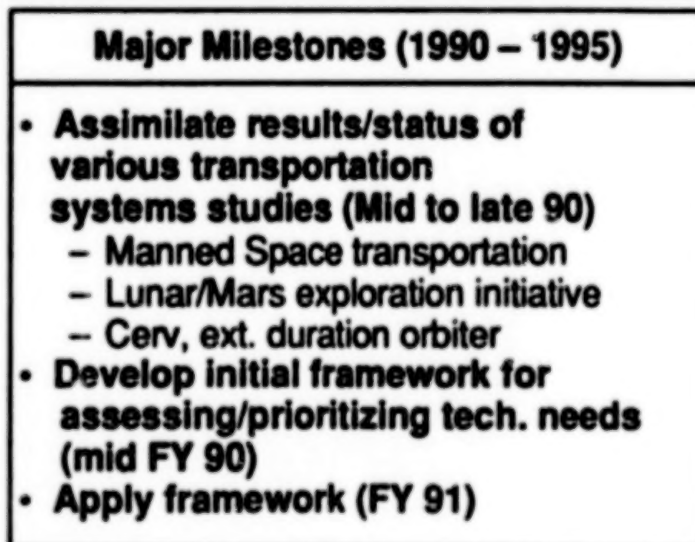 Major Milestones (1990 – 1995)
• Assimilate results/status of
various transportation
systems studies (Mid to late 90)
– Manned Space transportation
– Lunar/Mars exploration initiative
– Cerv, ext. duration orbiter
• Develop initial framework for
assessing/prioritizing tech. needs
(mid FY 90)
• Apply framework (FY 91)